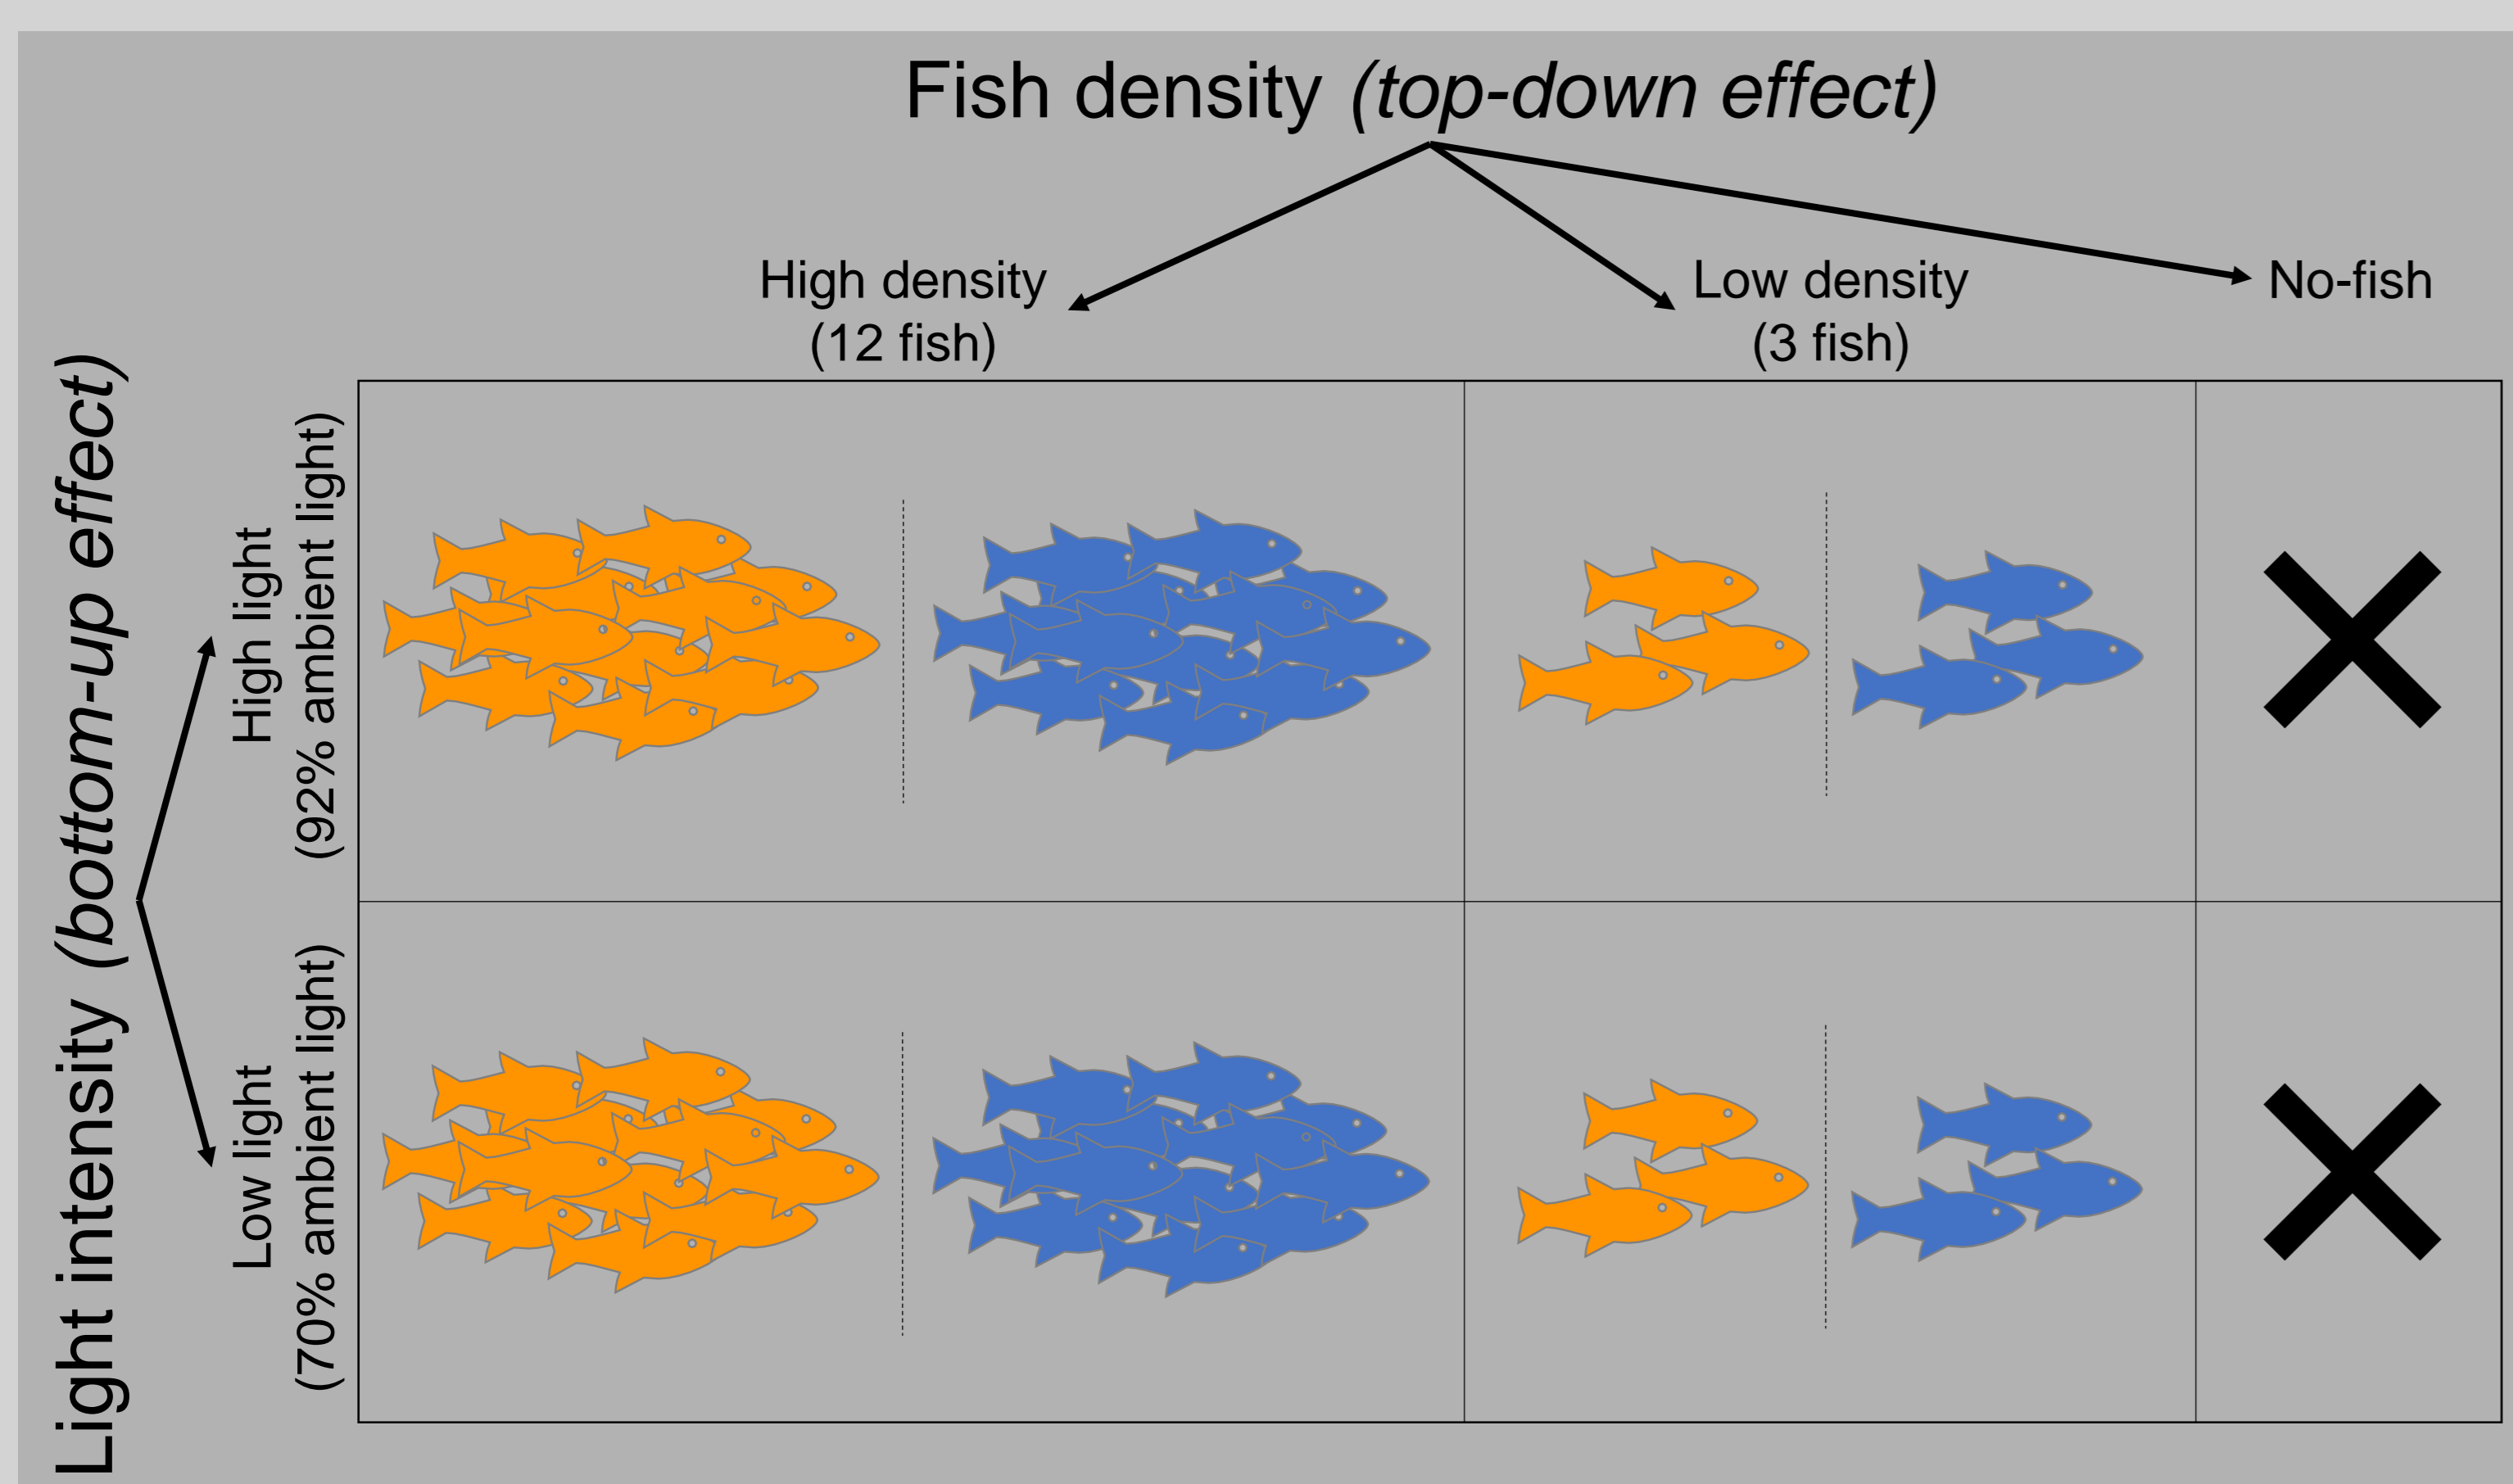 Fish density (top-down effect)
High density
(12 fish)
Low density
(3 fish)
No-fish
Light intensity (bottom-up effect)
High light
(92% ambient light)
Low light
(70% ambient light)